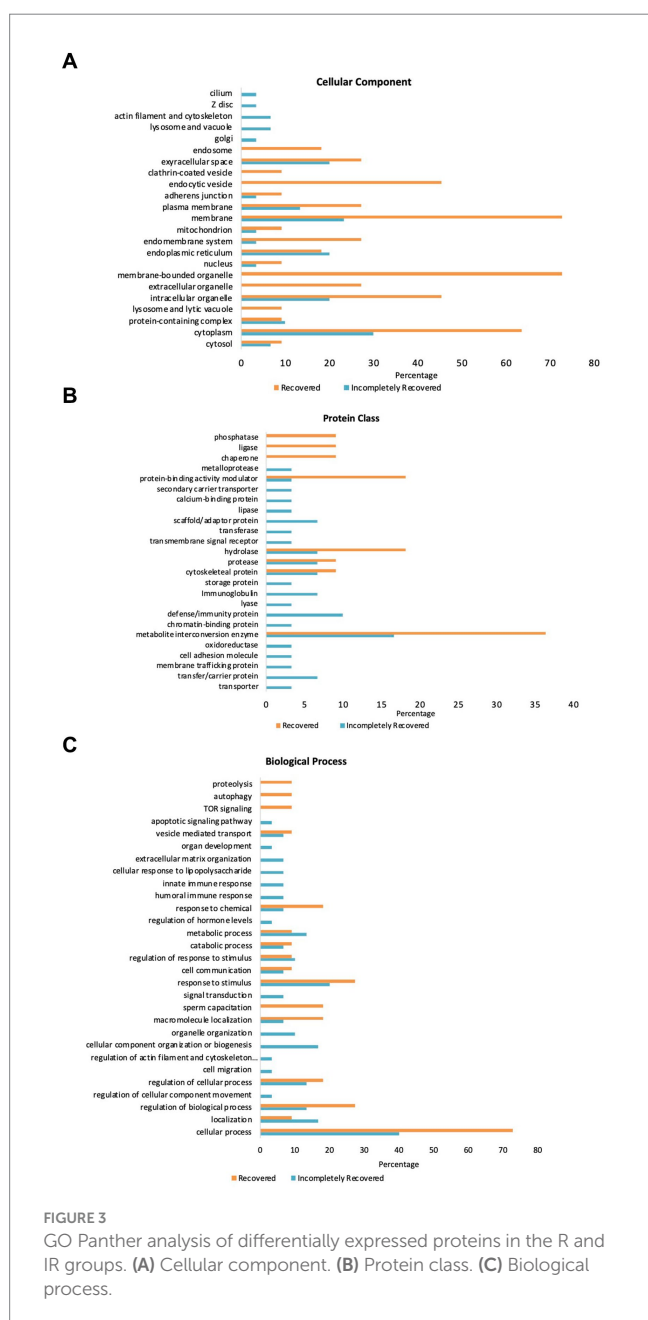 A
Cellular Component
cilium
Z disc
actin filament and cytoskeleton
lysosome and vacuole
golgi
endosome
exyracellular space
clathrin-coated vesicle
endocytic vesicle
adherens junction
plasma membrane
membrane
mitochondrion
endomembrane system
endoplasmic reticulum
nucleus
membrane-bounded organelle
extracellular organelle
intracellular organelle
lysosome and lytic vacuole
protein-containing complex
cytoplasm
cytosol
0 10 20 30 40 50 60 70 80
Percentage
Recovered Incompletely Recovered
B
Protein Class
phosphatase
ligase
chaperone
metalloprotease
protein-binding activity modulator
secondary carrier transporter
calcium-binding protein
lipase
scaffold/adaptor protein
transferase
transmembrane signal receptor
hydrolase
protease
cytoskeleteal protein
storage protein
Immunoglobulin
lyase
defense/immunity protein
chromatin-binding protein
metabolite interconversion enzyme
oxidoreductase
cell adhesion molecule
membrane trafficking protein
transfer/carrier protein
transporter
0 5 10 15 20 25 30 35 40
Percentage
Recovered Incompletely Recovered
C
Biological Process
proteolysis
autophagy
TOR signaling
apoptotic signaling pathway
vesicle mediated transport
organ development
extracellular matrix organization
cellular response to lipopolysaccharide
innate immune response
humoral immune response
response to chemical
regulation of hormone levels
metabolic process
catabolic process
regulation of response to stimulus
cell communication
response to stimulus
signal transduction
sperm capacitation
macromolecule localization
organelle organization
cellular component organization or biogenesis
regulation of actin filament and cytoskeleton...
cell migration
regulation of cellular process
regulation of cellular component movement
regulation of biological process
localization
cellular process
0 10 20 30 40 50 60 70 80
Percentage
Recovered Incompletely Recovered
FIGURE 3
GO Panther analysis of differentially expressed proteins in the R and
IR groups. (A) Cellular component. (B) Protein class. (C) Biological
process.